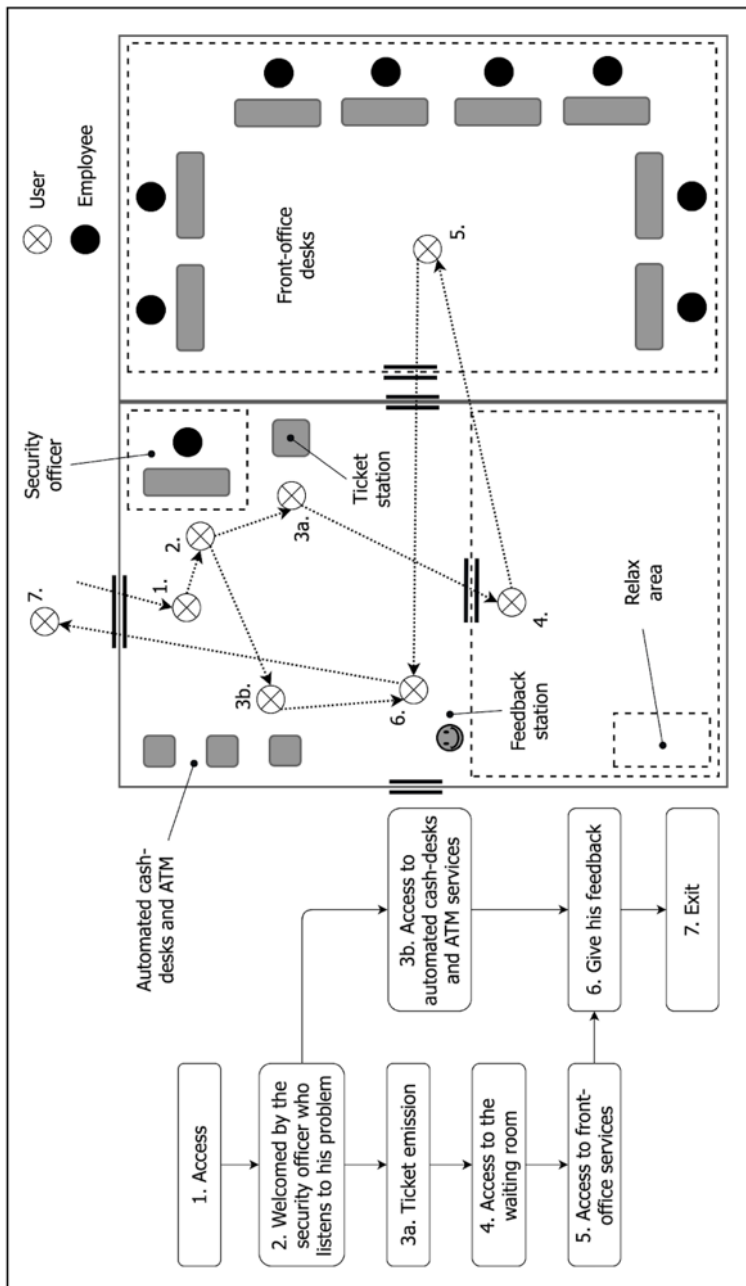 1. Access
2. Welcomed by the
security officer who
listens to his problem
3a. Ticket emission
4. Access to the
waiting room
5. Access to front-
office services
3b. Access to
automated cash-desks
and ATM services
6. Give his feedback
7. Exit
User
Employee
Automated cash-
desks and ATM
Security
officer
Front-office
desks
Ticket
station
Feedback
station
Relax
area
1.
2.
3a.
3b.
4.
5.
6.
7.